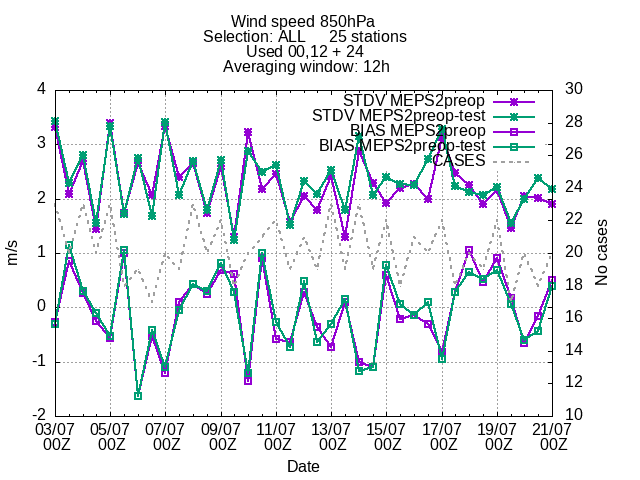 Wind speed 850hPa
Selection: ALL 25 stations
Used 00,12 + 24
Averaging window: 12h
STDV MEPS2preop
STDV MEPS2preop-test
BIAS MEPS2preop
BIAS MEPS2preop-test
CASES
4
3
2
1
0
-1
-2
m/s
30
28
26
24
22
20
18
16
14
12
10
No cases
03/07 05/07 07/07 09/07 11/07 13/07 15/07 17/07 19/07 21/07
00Z 00Z 00Z 00Z 00Z 00Z 00Z 00Z 00Z 00Z
Date